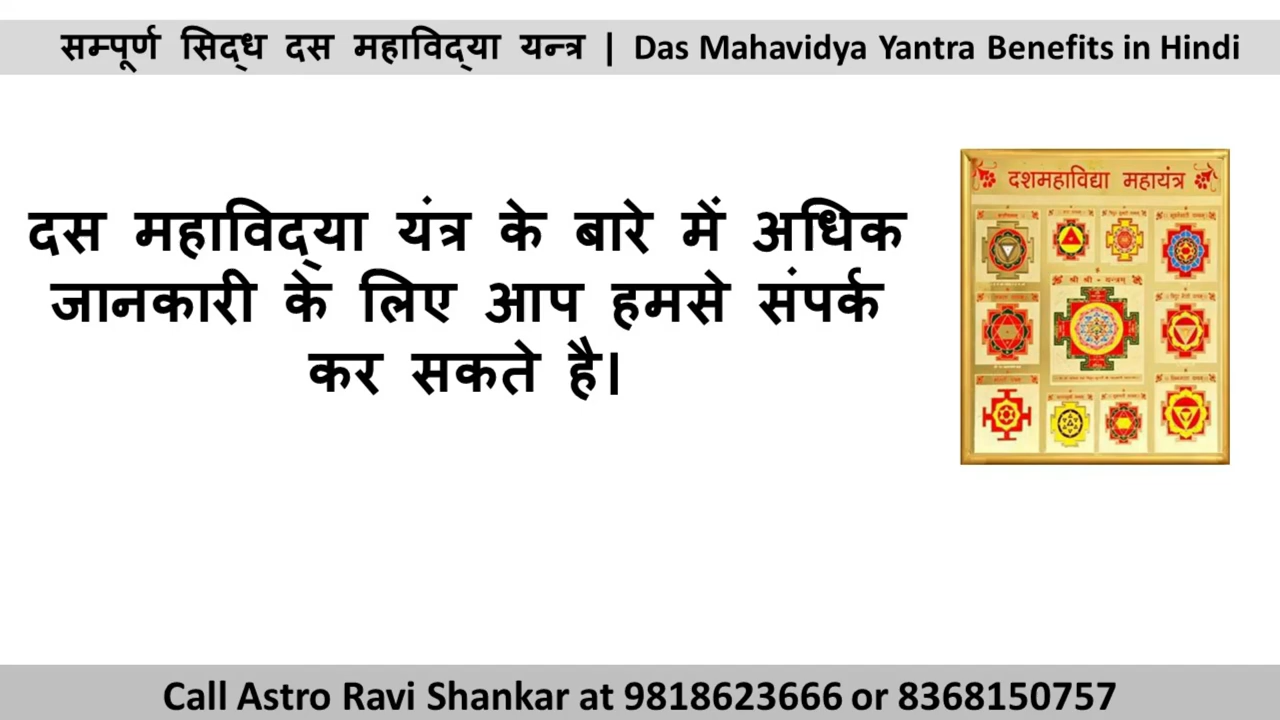 सम्पूर्ण सिद्ध दस महाविद्या यन्त्र | Das Mahavidya Yantra Benefits in Hindi
दस महाविद्या यंत्र के बारे में अधिक
जानकारी के लिए आप हमसे संपर्क
कर सकते है।
दशमहाविद्या महायंत्र
Call Astro Ravi Shankar at 9818623666 or 8368150757